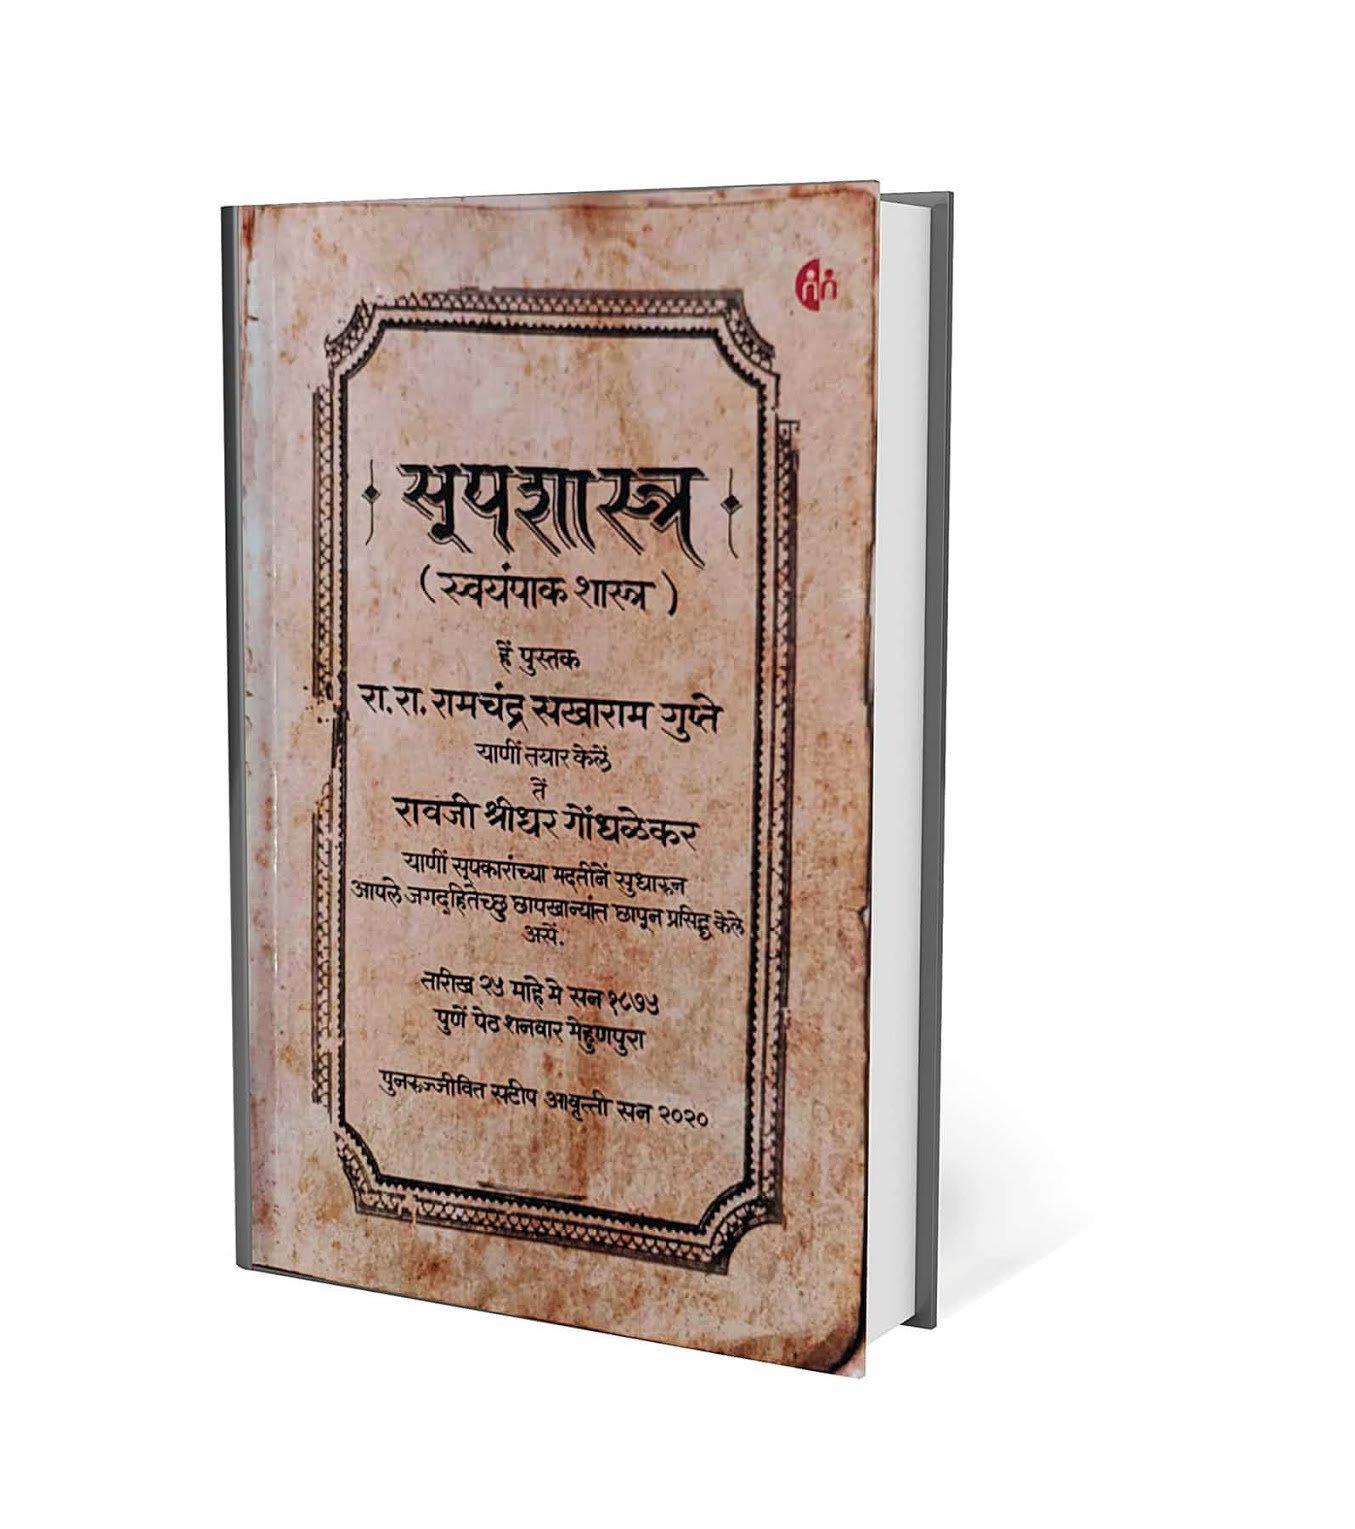 सूपशास्त्र
(स्वयंपाक शास्त्र)
हें पुस्तक
रा. रा. रामचंद्र सखाराम गुप्ते
याणीं तयार केलें
तें
रावजी श्रीधर गोंधळेकर
याणीं सूपकारांच्या मदतीनें सुधारून
आपले जगद्हितेच्छु छापखान्यांत छापून प्रसिद्ध केले
असें.
तारीख २५ माहे मे सन १८७५
पुणें पेठ शनवार मेहुणपुरा
पुनरुज्जीवित सटीप आवृत्ती सन २०२०